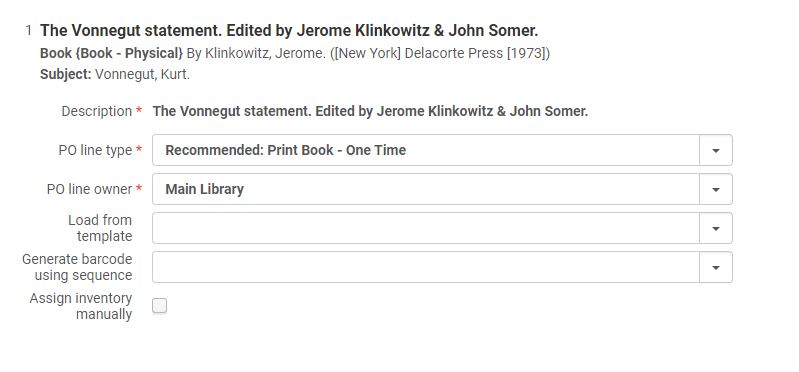 1 The Vonnegut statement. Edited by Jerome Klinkowitz & John Somer.
Book {Book - Physical} By Klinkowitz, Jerome. ([New York] Delacorte Press [1973])
Subject: Vonnegut, Kurt.
Description * The Vonnegut statement. Edited by Jerome Klinkowitz & John Somer.
PO line type * Recommended: Print Book - One Time
PO line owner * Main Library
Load from
template
Generate barcode
using sequence
Assign inventory
manually